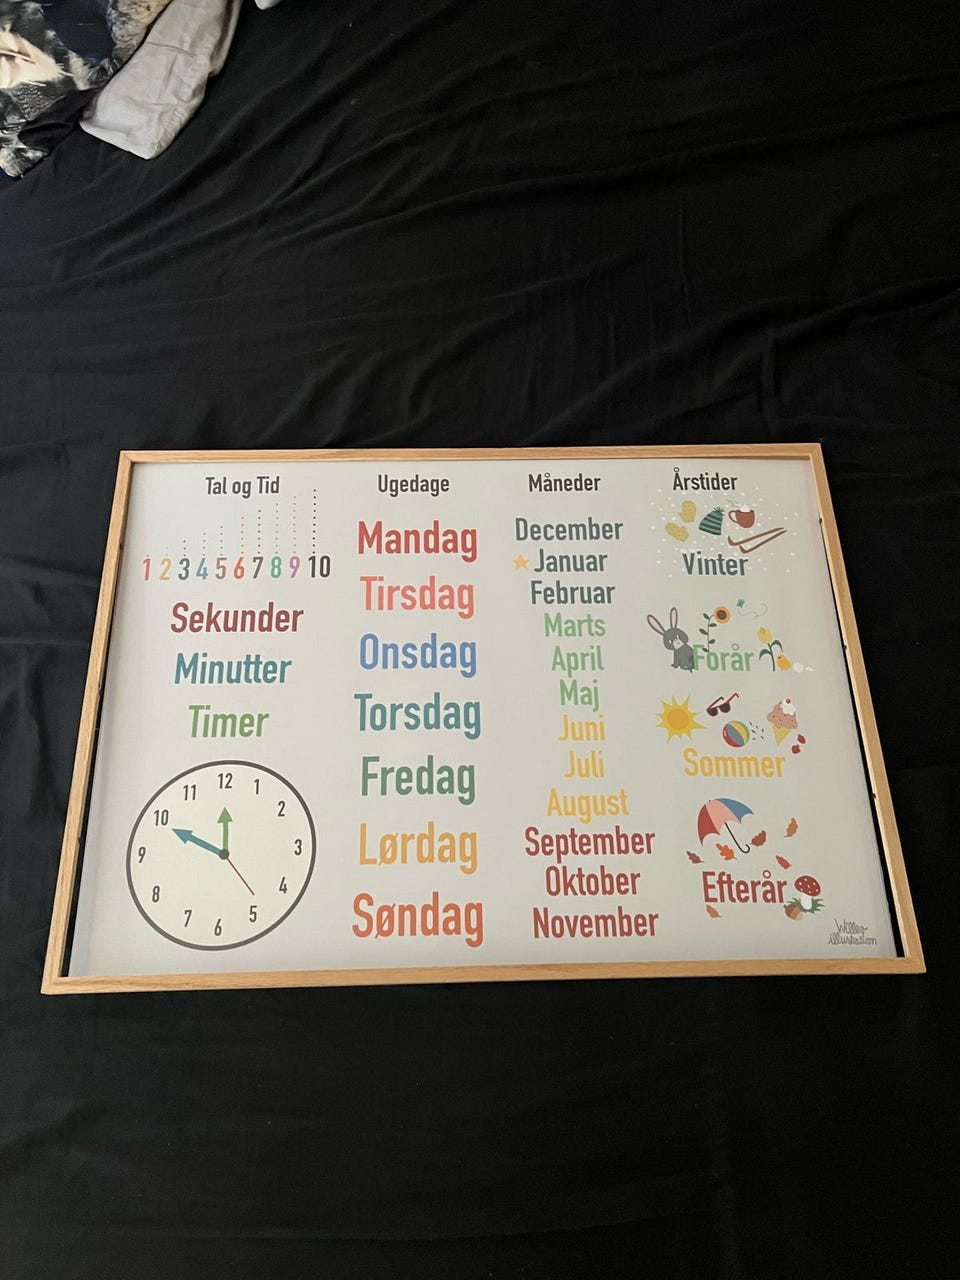 Tal og Tid
1 2 3 4 5 6 7 8 9 10
Sekunder
Minutter
Timer
12
1
2
3
4
5
6
7
8
9
10
11
Ugedage
Mandag
Tirsdag
Onsdag
Torsdag
Fredag
Lørdag
Søndag
Måneder
December
Januar
Februar
Marts
April
Maj
Juni
Juli
August
September
Oktober
November
Årstider
Vinter
Forår
Sommer
Efterår
illustration